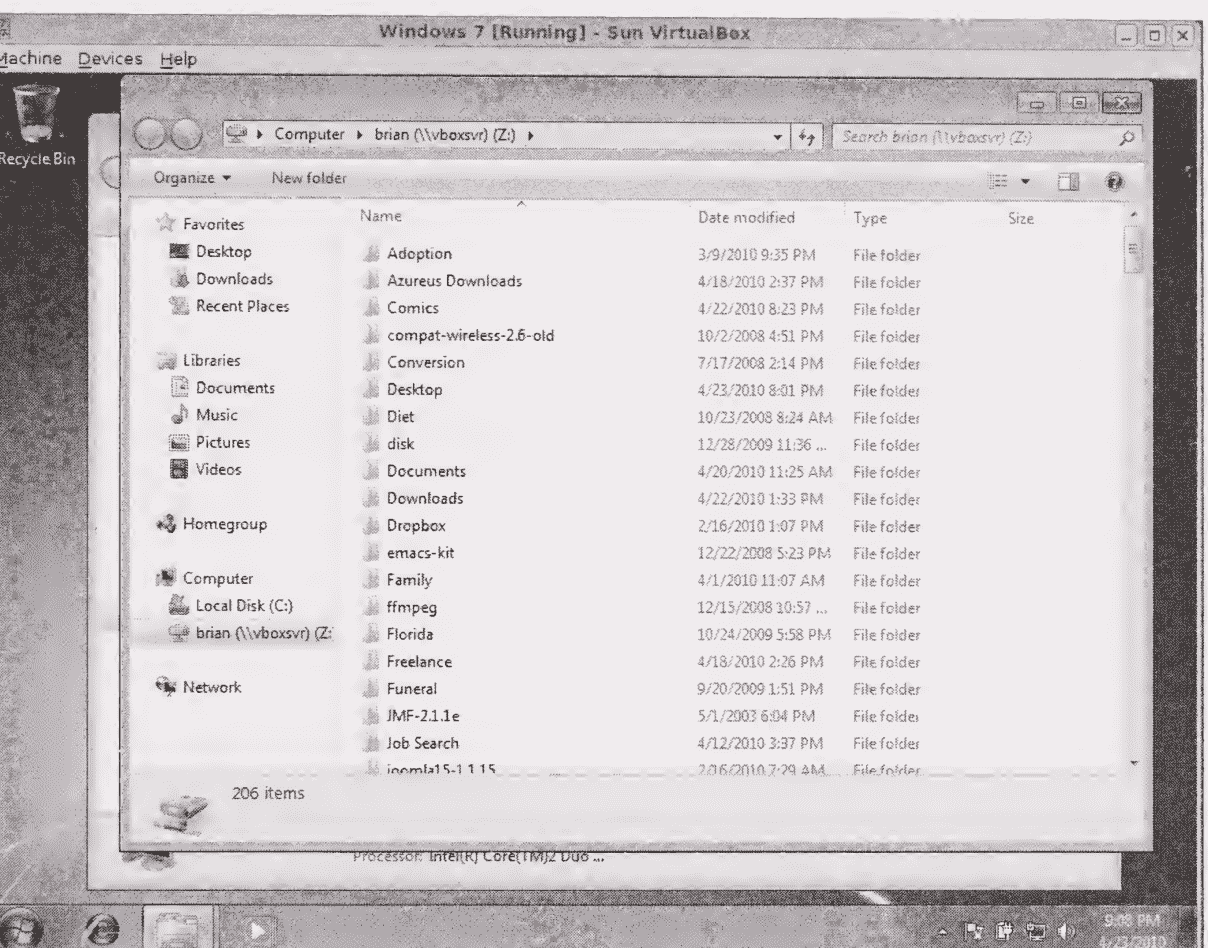 Windows 7 [Running] - Sun VirtualBox
Machine Devices Help
Recycle Bin
Computer brian (\\vboxsvr) (Z:)
Search brian (\\vboxsvr) (Z:)
Organize New folder
Name Date modified Type Size
Favorites
Desktop
Downloads
Recent Places
Libraries
Documents
Music
Pictures
Videos
Homegroup
Computer
Local Disk (C:)
brian (\\vboxsvr) (Z:
Network
Adoption 3/9/2010 9:35 PM File folder
Azureus Downloads 4/18/2010 2:37 PM File folder
Comics 4/22/2010 8:23 PM File folder
compat-wireless-2.6-old 10/2/2008 4:51 PM File folder
Conversion 7/17/2008 2:14 PM File folder
Desktop 4/23/2010 8:01 PM File folder
Diet 10/23/2008 8:24 AM File folder
disk 12/28/2009 11:36 ... File folder
Documents 4/20/2010 11:25 AM File folder
Downloads 4/22/2010 1:33 PM File folder
Dropbox 2/16/2010 1:07 PM File folder
emacs-kit 12/22/2008 5:23 PM File folder
Family 4/1/2010 11:07 AM File folder
ffmpeg 12/15/2008 10:57 ... File folder
Florida 10/24/2009 5:58 PM File folder
Freelance 4/18/2010 2:26 PM File folder
Funeral 9/20/2009 1:51 PM File folder
JMF-2.1.1e 5/1/2003 6:04 PM File folder
Job Search 4/12/2010 3:37 PM File folder
joomla15-1.1.15 2/16/2010 7:29 AM File folder
206 items
Processor: Intel(R) Core(TM)2 Duo ...
9:08 PM